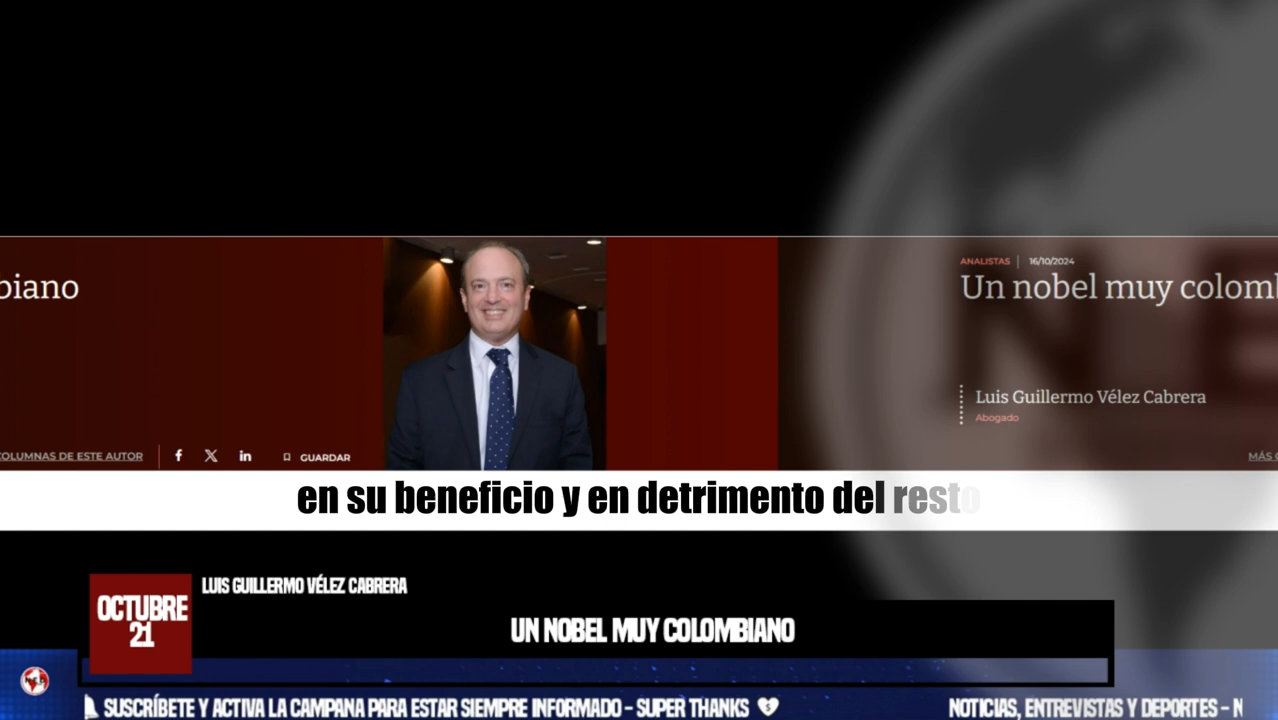 biano
COLUMNAS DE ESTE AUTOR
GUARDAR
ANALISTAS | 16/10/2024
Un nobel muy colomb
Luis Guillermo Vélez Cabrera
Abogado
MÁS
en su beneficio y en detrimento del resto
OCTUBRE
21
LUIS GUILLERMO VÉLEZ CABRERA
UN NOBEL MUY COLOMBIANO
SUSCRÍBETE Y ACTIVA LA CAMPANA PARA ESTAR SIEMPRE INFORMADO - SUPER THANKS
NOTICIAS, ENTREVISTAS Y DEPORTES - N